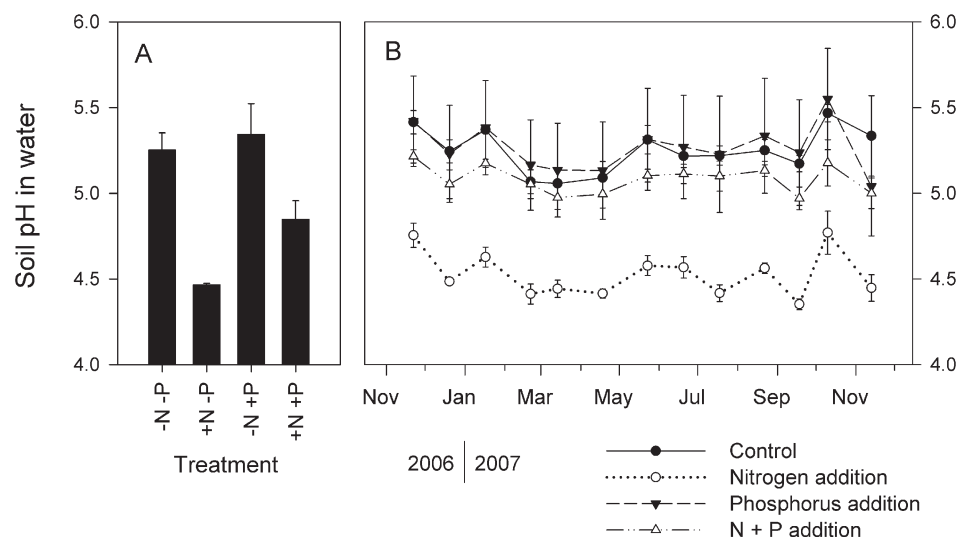 6.0
5.5
5.0
4.5
4.0
Soil pH in water
A
-N -P
+N -P
-N +P
+N +P
Treatment
B
6.0
5.5
5.0
4.5
4.0
Nov Jan Mar May Jul Sep Nov
2006 2007
Control
Nitrogen addition
Phosphorus addition
N + P addition